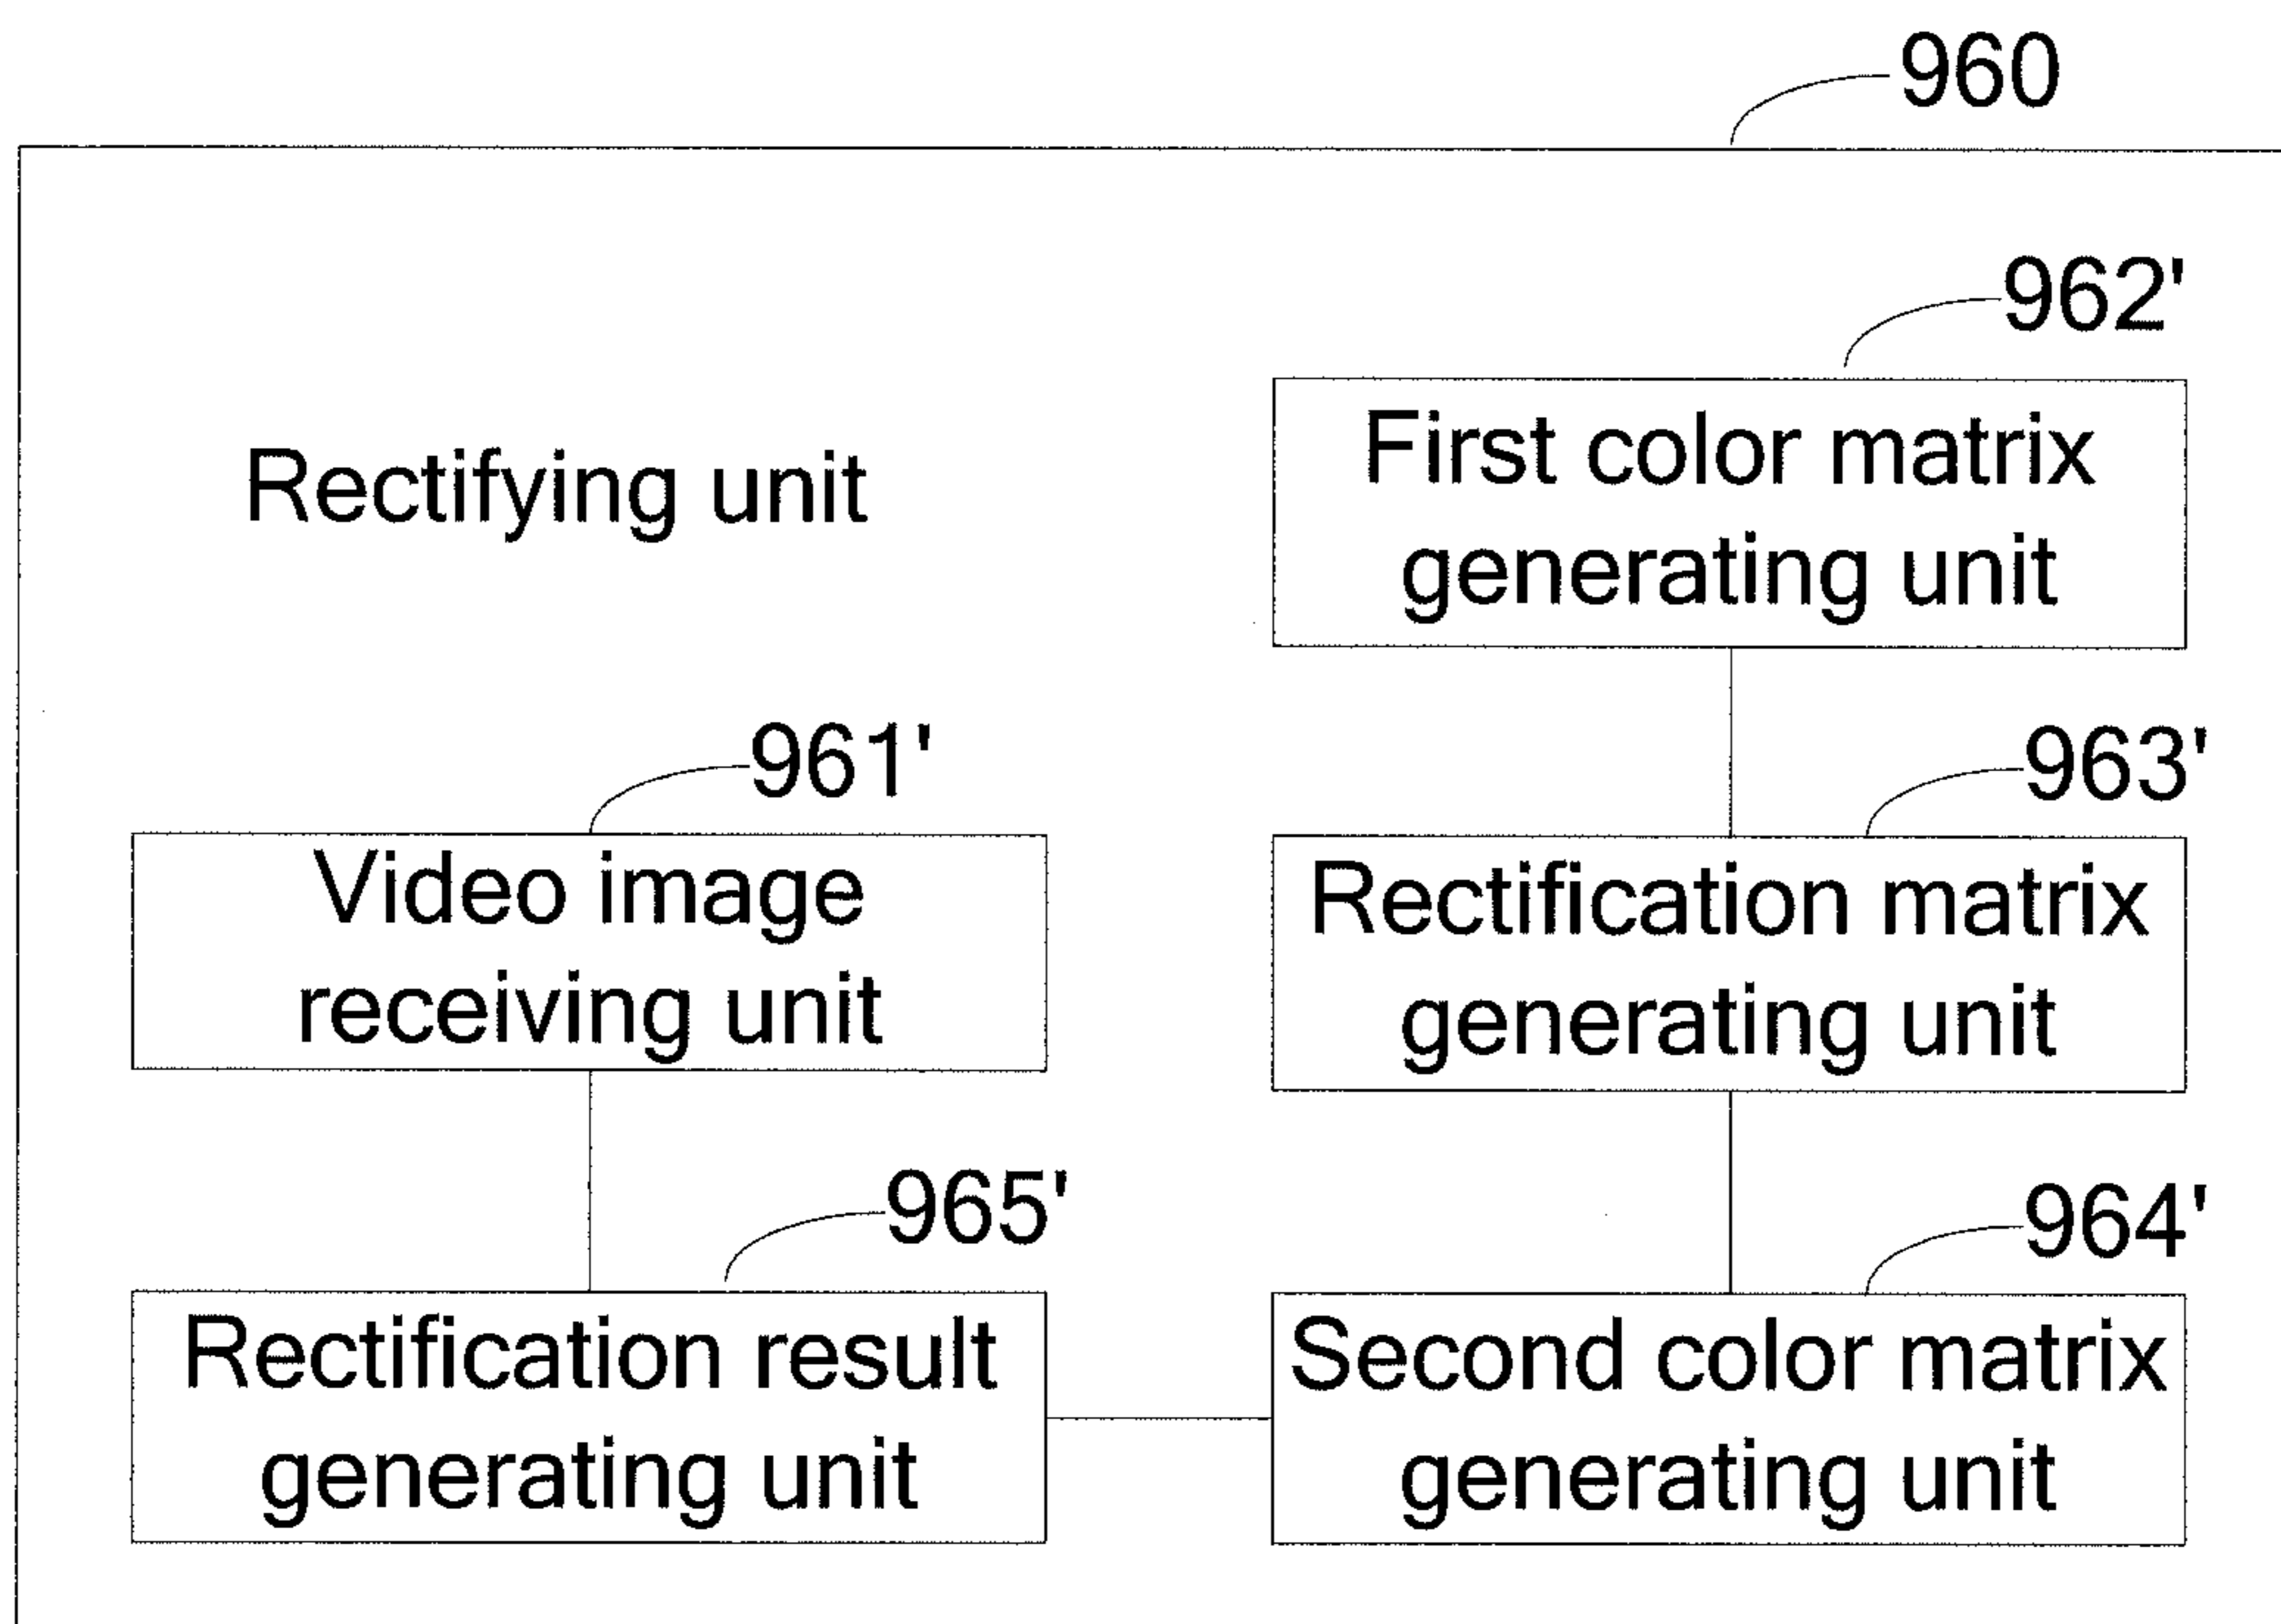 960
962'
First color matrix
generating unit
Rectifying unit
961'
963'
Video image
receiving unit
Rectification matrix
generating unit
965'
964'
Rectification result
generating unit
Second color matrix
generating unit